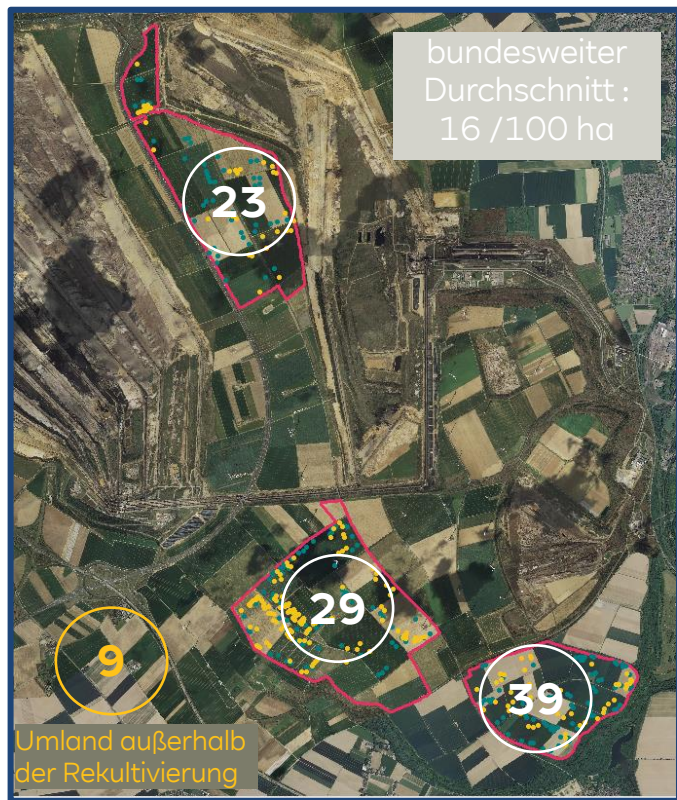 bundesweiter
Durchschnitt :
16 /100 ha
23
29
9
39
Umland außerhalb
der Rekultivierung